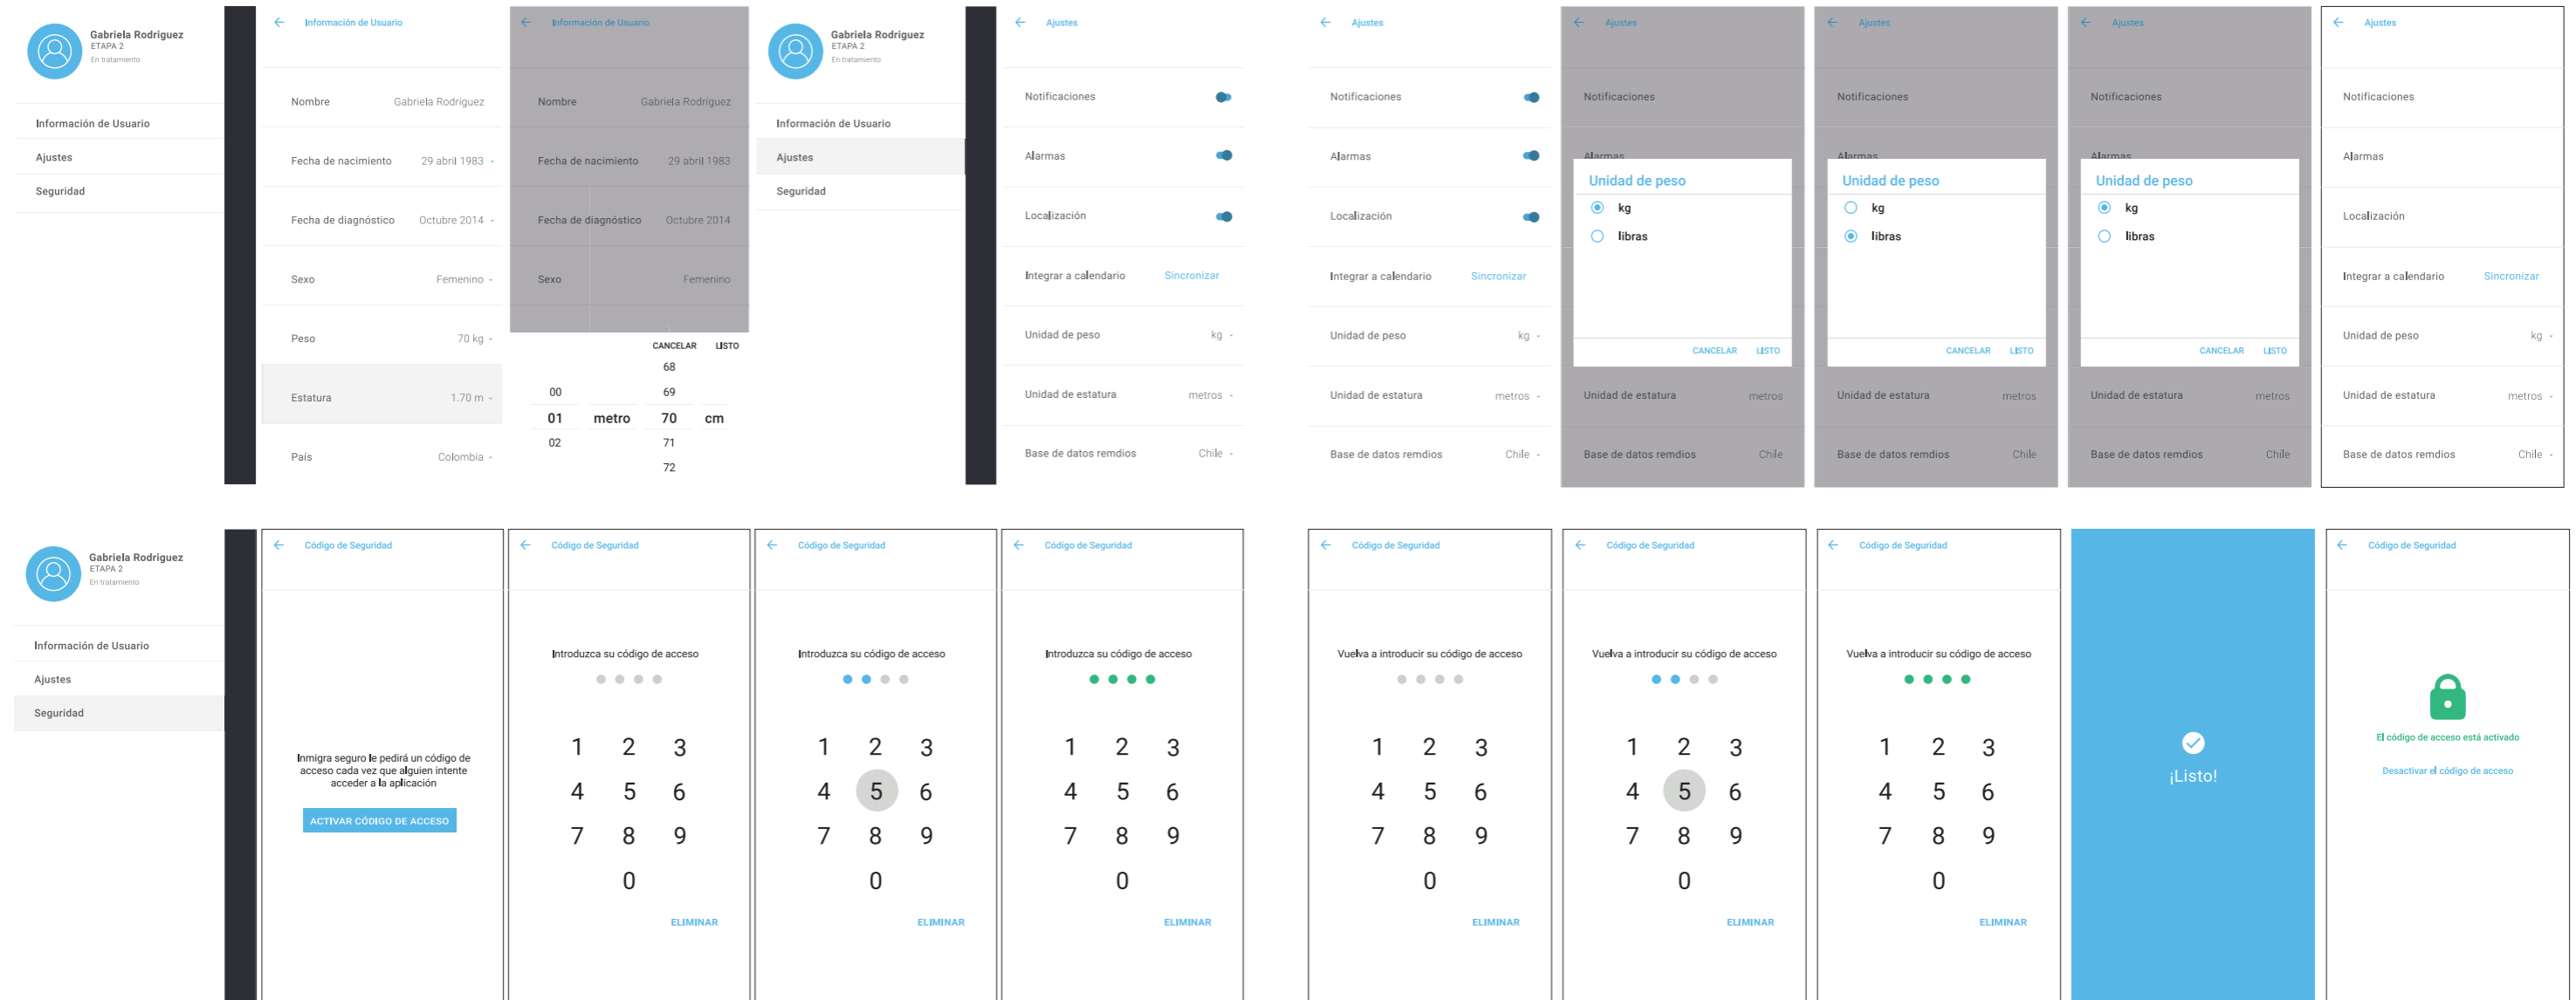 Gabriela Rodriguez
ETAPA 2
En tratamiento
Información de Usuario
Ajustes
Seguridad
Información de Usuario
Nombre Gabriela Rodríguez
Fecha de nacimiento 29 abril 1983
Fecha de diagnóstico Octubre 2014
Sexo Femenino
Peso 70 kg
Estatura 1.70 m
País Colombia
Información de Usuario
Nombre Gabriela Rodríguez
Fecha de nacimiento 29 abril 1983
Fecha de diagnóstico Octubre 2014
Sexo Femenino
CANCELAR LISTO
68
00 69
01 metro 70 cm
02 71
72
Gabriela Rodriguez
ETAPA 2
En tratamiento
Información de Usuario
Ajustes
Seguridad
Ajustes
Notificaciones
Alarmas
Localización
Integrar a calendario Sincronizar
Unidad de peso kg
Unidad de estatura metros
Base de datos remdios Chile
Ajustes
Notificaciones
Alarmas
Localización
Integrar a calendario Sincronizar
Unidad de peso kg
Unidad de estatura metros
Base de datos remdios Chile
Ajustes
Notificaciones
Alarmas
Unidad de peso
kg
libras
CANCELAR LISTO
Unidad de estatura metros
Base de datos remdios Chile
Ajustes
Notificaciones
Alarmas
Unidad de peso
kg
libras
CANCELAR LISTO
Unidad de estatura metros
Base de datos remdios Chile
Ajustes
Notificaciones
Alarmas
Unidad de peso
kg
libras
CANCELAR LISTO
Unidad de estatura metros
Base de datos remdios Chile
Ajustes
Notificaciones
Alarmas
Localización
Integrar a calendario Sincronizar
Unidad de peso kg
Unidad de estatura metros
Base de datos remdios Chile
Gabriela Rodriguez
ETAPA 2
En tratamiento
Información de Usuario
Ajustes
Seguridad
Código de Seguridad
Inmigra seguro le pedirá un código de
acceso cada vez que alguien intente
acceder a la aplicación
ACTIVAR CÓDIGO DE ACCESO
Código de Seguridad
Introduzca su código de acceso
1 2 3
4 5 6
7 8 9
0
ELIMINAR
Código de Seguridad
Introduzca su código de acceso
1 2 3
4 5 6
7 8 9
0
ELIMINAR
Código de Seguridad
Introduzca su código de acceso
1 2 3
4 5 6
7 8 9
0
ELIMINAR
Código de Seguridad
Vuelva a introducir su código de acceso
1 2 3
4 5 6
7 8 9
0
ELIMINAR
Código de Seguridad
Vuelva a introducir su código de acceso
1 2 3
4 5 6
7 8 9
0
ELIMINAR
Código de Seguridad
Vuelva a introducir su código de acceso
1 2 3
4 5 6
7 8 9
0
ELIMINAR
¡Listo!
Código de Seguridad
El código de acceso está activado
Desactivar el código de acceso